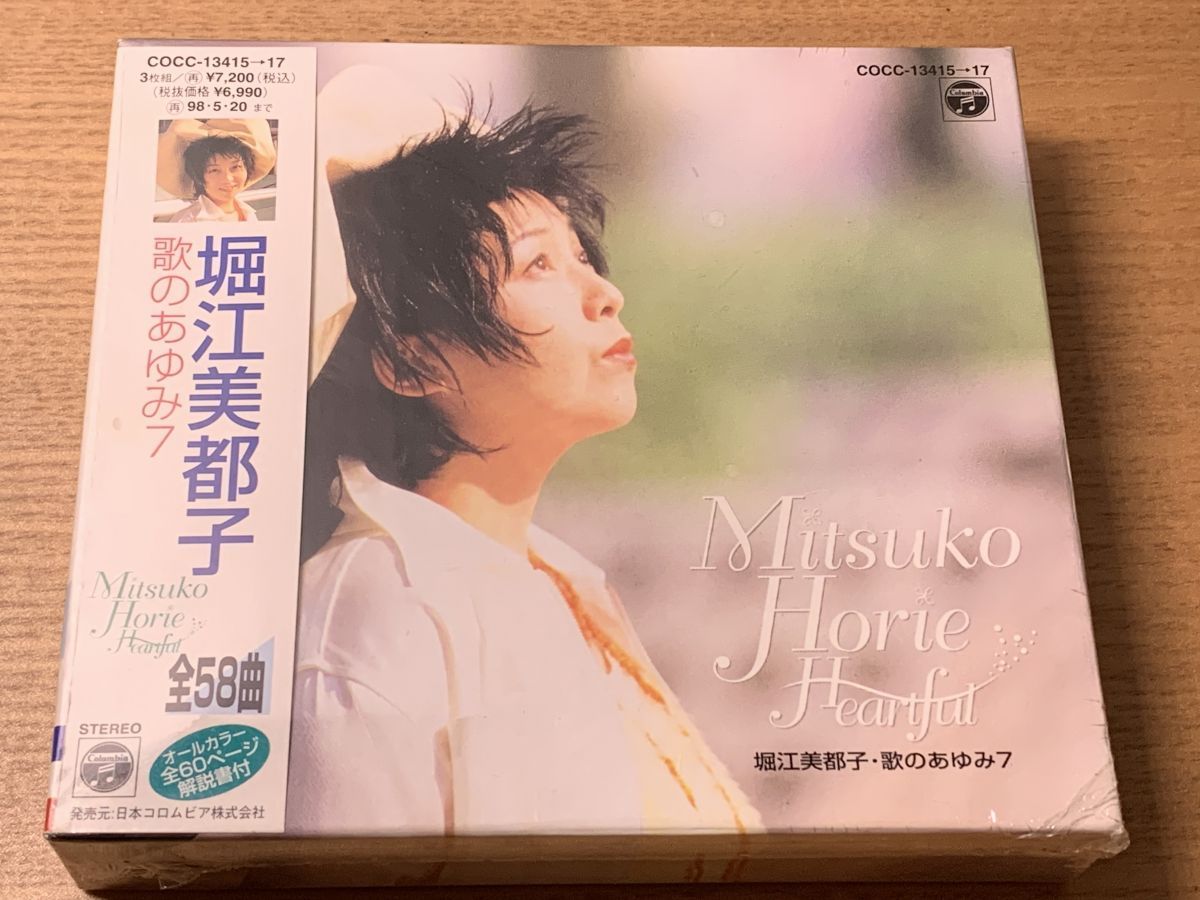 COCC-13415→17
3枚組/再 ¥7,200(税込)
(税抜価格 ¥6,990)
再 98・5・20 まで
堀江美都子
歌のあゆみ7
Mitsuko
Horie
Heartful
全58曲
STEREO
Columbia
オールカラー
全60ページ
解説書付
発売元:日本コロムビア株式会社
COCC-13415→17
Columbia
Mitsuko
Horie
Heartful
堀江美都子・歌のあゆみ7